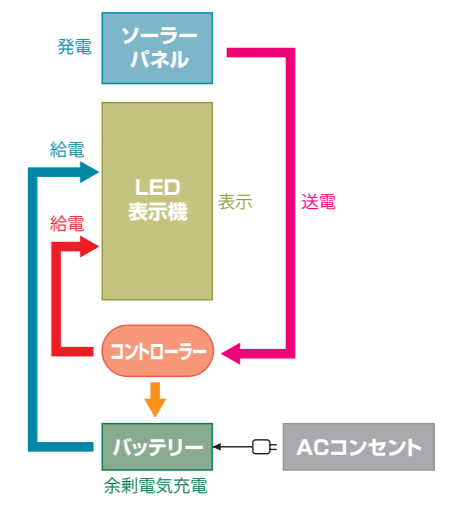 発電
ソーラー
パネル
給電
LED
表示機
表示
送電
給電
コントローラー
バッテリー
ACコンセント
余剰電気充電